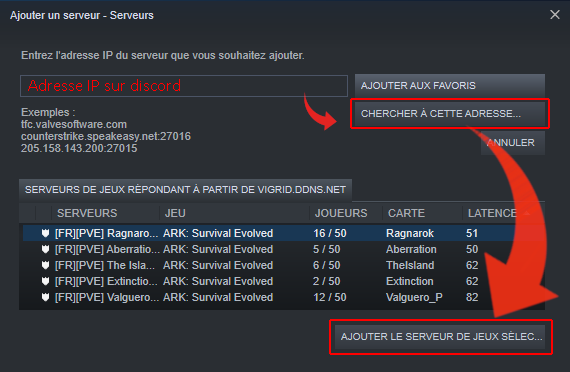 Ajouter un serveur - Serveurs
Entrez l'adresse IP du serveur que vous souhaitez ajouter.
Adresse IP sur discord
AJOUTER AUX FAVORIS
Exemples :
tfc.valvesoftware.com
counterstrike.speakeasy.net:27016
205.158.143.200:27015
CHERCHER À CETTE ADRESSE...
ANNULER
SERVEURS DE JEUX RÉPONDANT À PARTIR DE VIGRID.DDNS.NET
SERVEURS JEU JOUEURS CARTE LATENCE
[FR][PVE] Ragnaro... ARK: Survival Evolved 16 / 50 Ragnarok 51
[FR][PVE] Aberration... ARK: Survival Evolved 5 / 50 Aberration 50
[FR][PVE] The Isla... ARK: Survival Evolved 6 / 50 TheIsland 62
[FR][PVE] Extinctio... ARK: Survival Evolved 2 / 50 Extinction 62
[FR][PVE] Valguero... ARK: Survival Evolved 12 / 50 Valguero_P 82
AJOUTER LE SERVEUR DE JEUX SÉLEC...